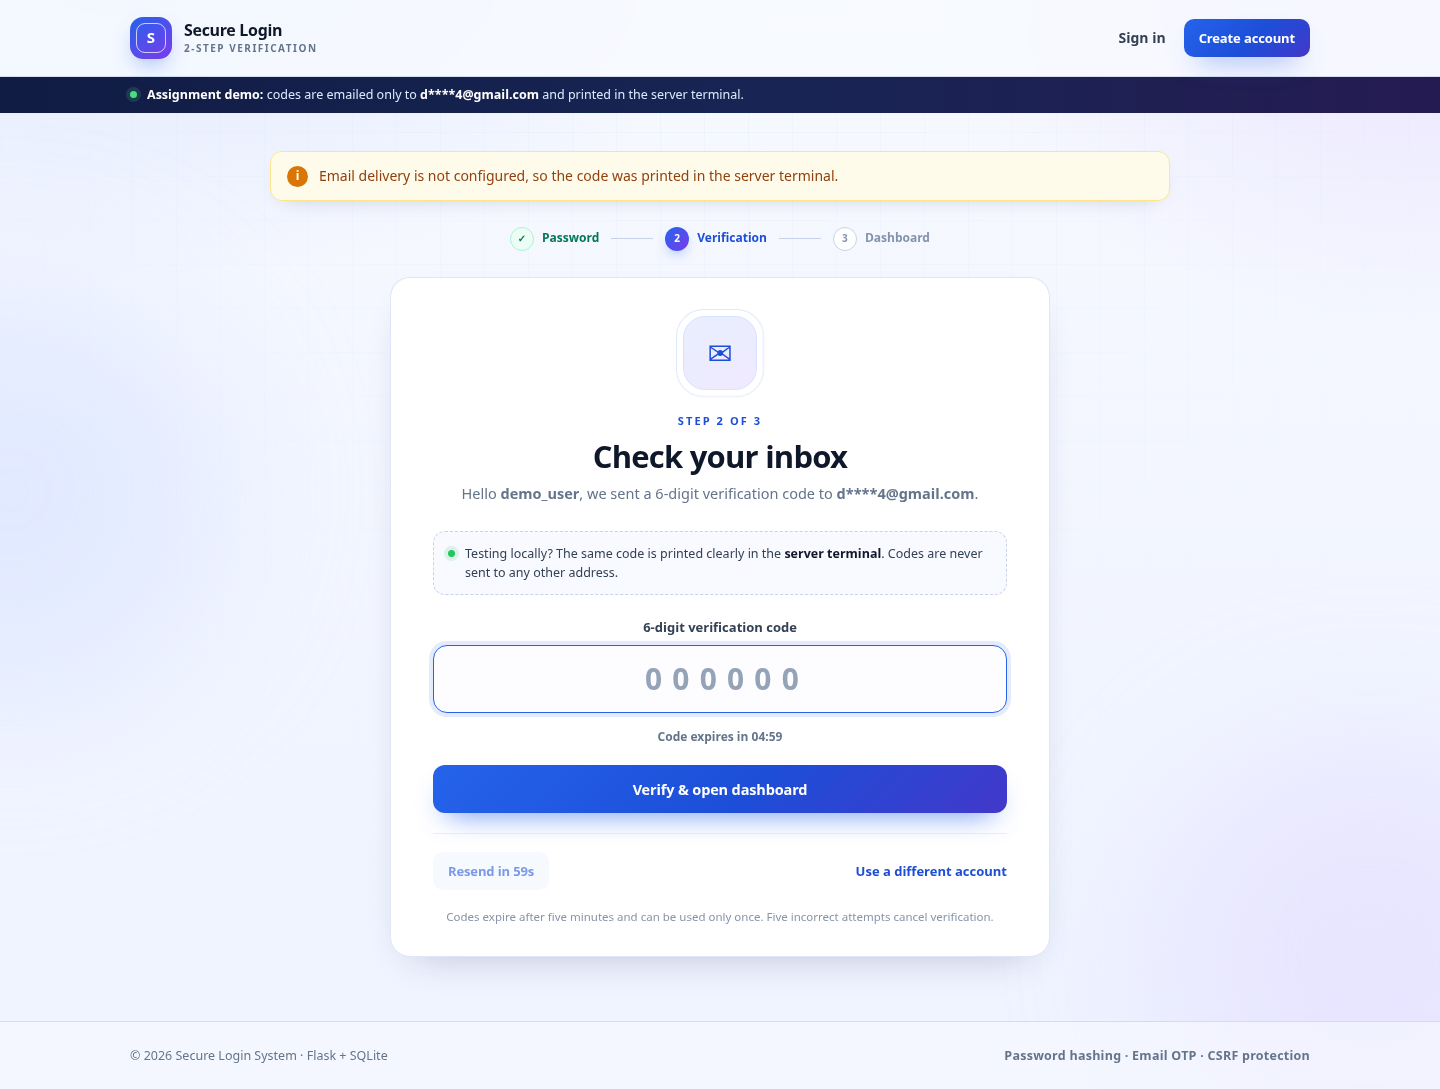 S
Secure Login
2-STEP VERIFICATION
Sign in
Create account
Assignment demo: codes are emailed only to d****4@gmail.com and printed in the server terminal.
i
Email delivery is not configured, so the code was printed in the server terminal.
✓ Password
2 Verification
3 Dashboard
STEP 2 OF 3
Check your inbox
Hello demo_user, we sent a 6-digit verification code to d****4@gmail.com.
Testing locally? The same code is printed clearly in the server terminal. Codes are never
sent to any other address.
6-digit verification code
000000
Code expires in 04:59
Verify & open dashboard
Resend in 59s
Use a different account
Codes expire after five minutes and can be used only once. Five incorrect attempts cancel verification.
© 2026 Secure Login System · Flask + SQLite
Password hashing · Email OTP · CSRF protection